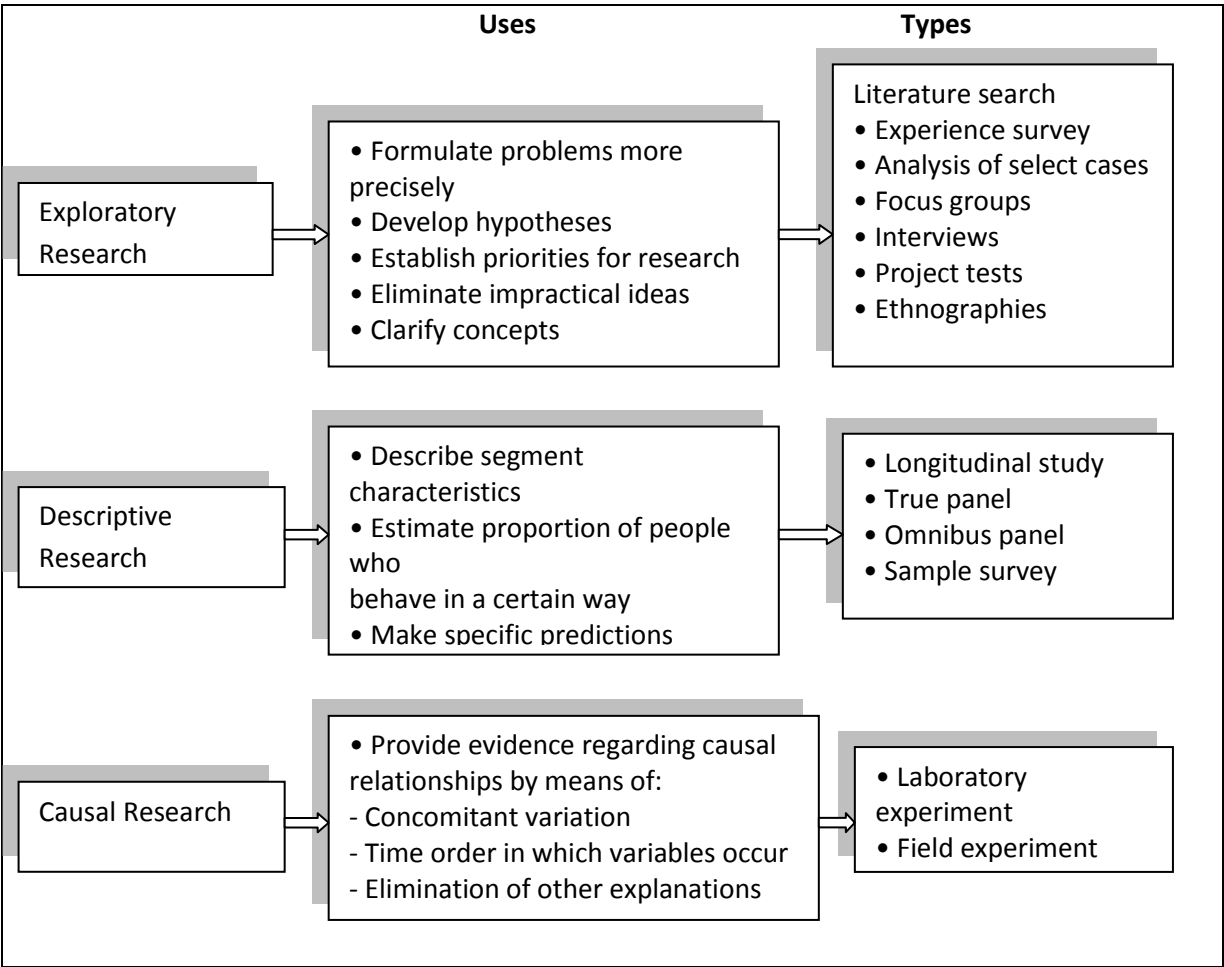 Uses
Types
Exploratory
Research
• Formulate problems more
precisely
• Develop hypotheses
• Establish priorities for research
• Eliminate impractical ideas
• Clarify concepts
Literature search
• Experience survey
• Analysis of select cases
• Focus groups
• Interviews
• Project tests
• Ethnographies
Descriptive
Research
• Describe segment
characteristics
• Estimate proportion of people
who
behave in a certain way
• Make specific predictions
• Longitudinal study
• True panel
• Omnibus panel
• Sample survey
Causal Research
• Provide evidence regarding causal
relationships by means of:
- Concomitant variation
- Time order in which variables occur
- Elimination of other explanations
• Laboratory
experiment
• Field experiment